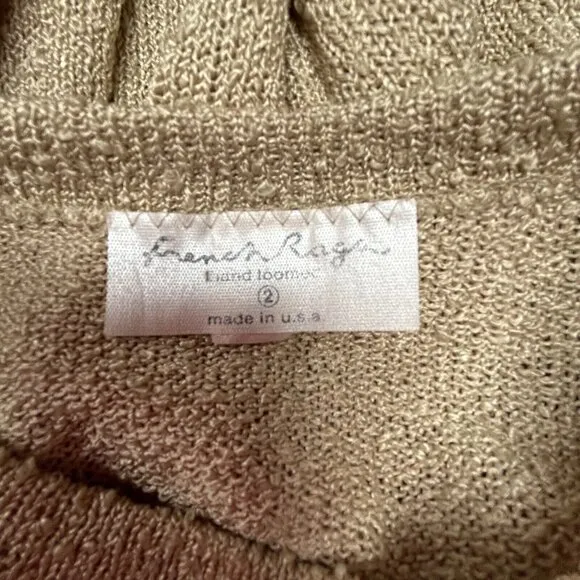 French Rags
hand loomed
②
made in u.s.a